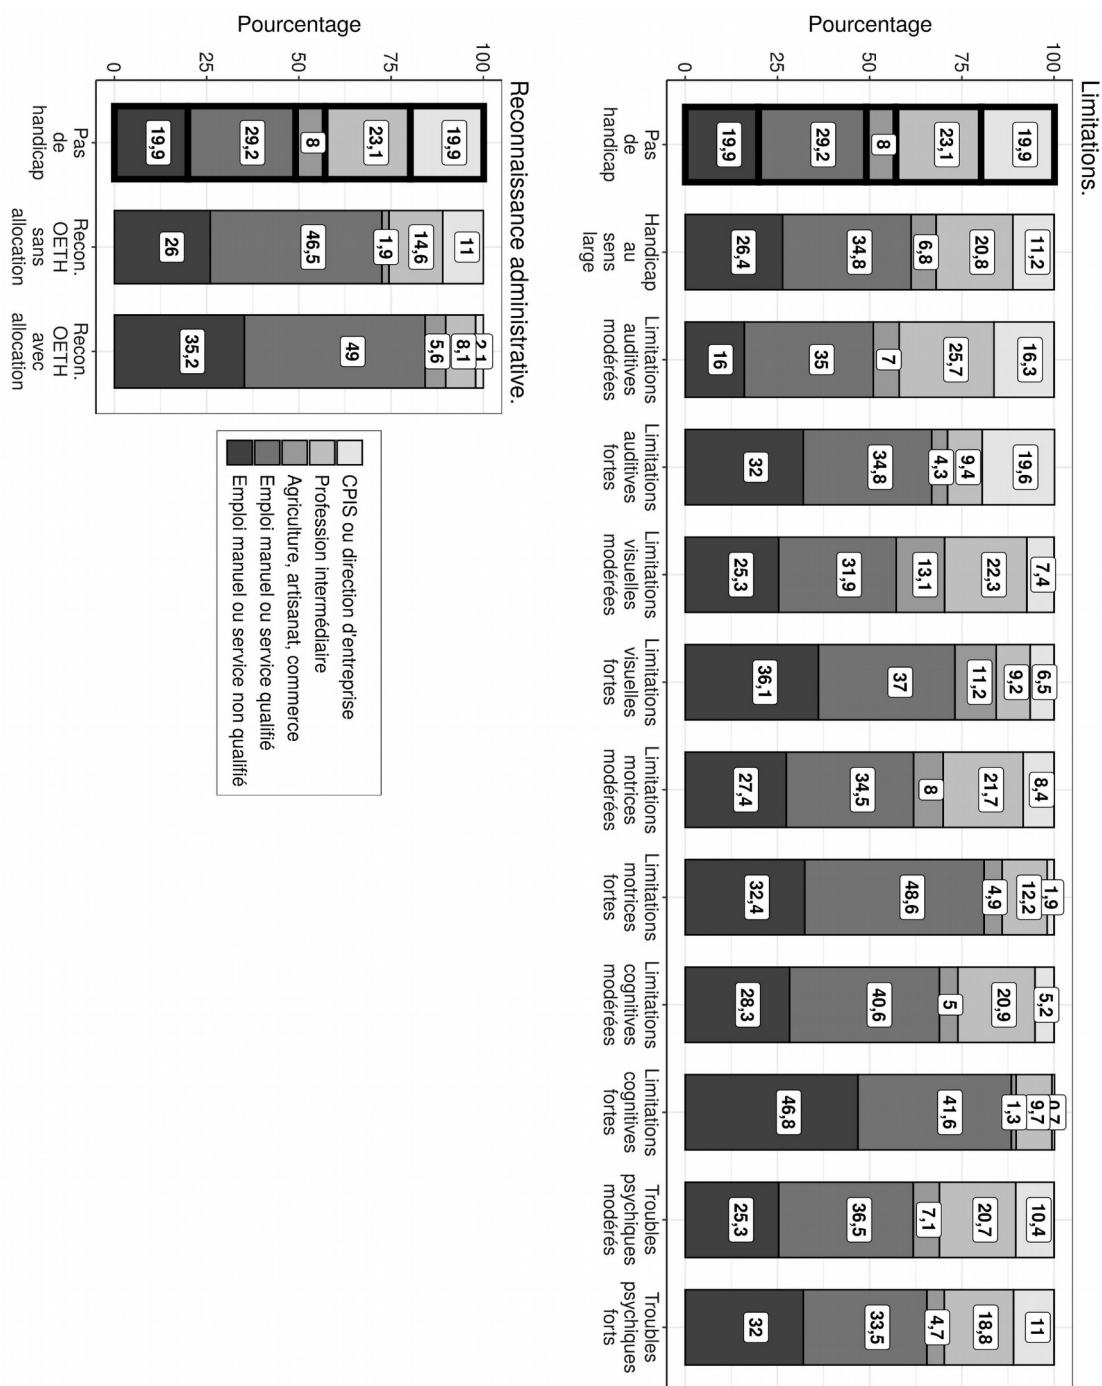 Limitations.
Pourcentage
100
75
50
25
0
19,9
23,1
8
29,2
19,9
11,2
20,8
6,8
34,8
26,4
16,3
25,7
7
35
16
19,6
9,4
4,3
34,8
32
7,4
22,3
13,1
31,9
25,3
6,5
9,2
11,2
37
36,1
8,4
21,7
8
34,5
27,4
1,9
12,2
4,9
48,6
32,4
5,2
20,9
5
40,6
28,3
0,7
9,7
1,3
41,6
46,8
10,4
20,7
7,1
36,5
25,3
11
18,8
4,7
33,5
32
Pas
de
handicap
Handicap
au
sens
large
Limitations
auditives
modérées
Limitations
auditives
fortes
Limitations
visuelles
modérées
Limitations
visuelles
fortes
Limitations
motrices
modérées
Limitations
motrices
fortes
Limitations
cognitives
modérées
Limitations
cognitives
fortes
Troubles
psychiques
modérés
Troubles
psychiques
forts
Reconnaissance administrative.
Pourcentage
100
75
50
25
0
19,9
23,1
8
29,2
19,9
11
14,6
1,9
46,5
26
2,1
8,1
5,6
49
35,2
Pas
de
handicap
Recon.
OETH
sans
allocation
Recon.
OETH
avec
allocation
CPIS ou direction d'entreprise
Profession intermédiaire
Agriculture, artisanat, commerce
Emploi manuel ou service qualifié
Emploi manuel ou service non qualifié